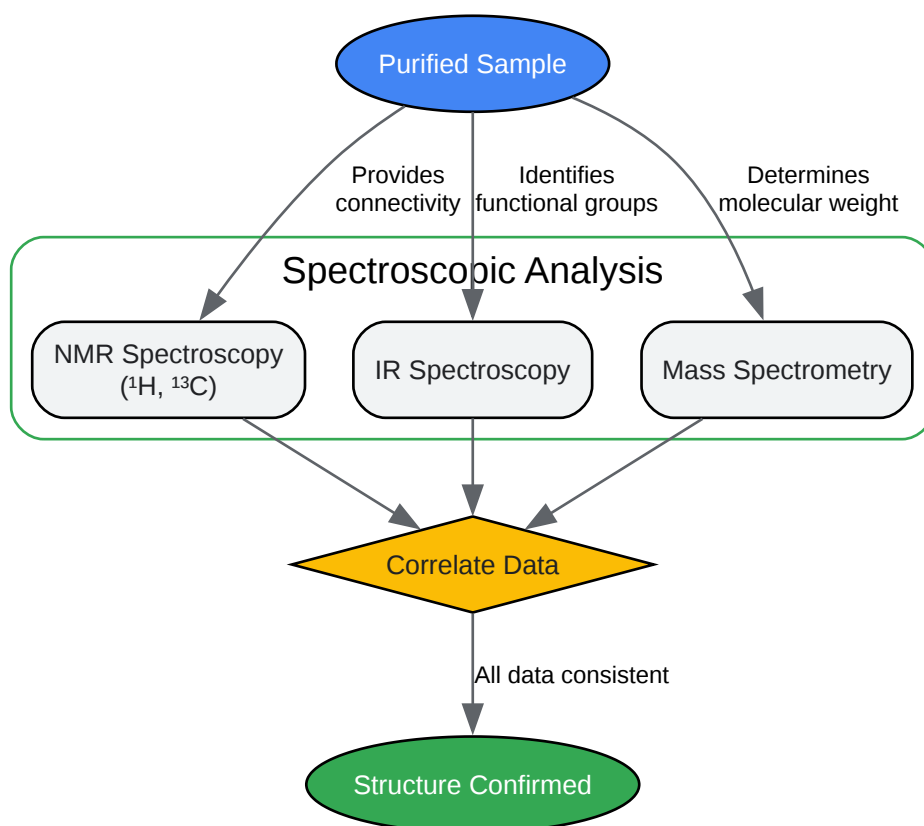 Purified Sample
Provides
connectivity
Identifies
functional groups
Determines
molecular weight
Spectroscopic Analysis
NMR Spectroscopy
(¹H, ¹³C)
IR Spectroscopy
Mass Spectrometry
Correlate Data
All data consistent
Structure Confirmed